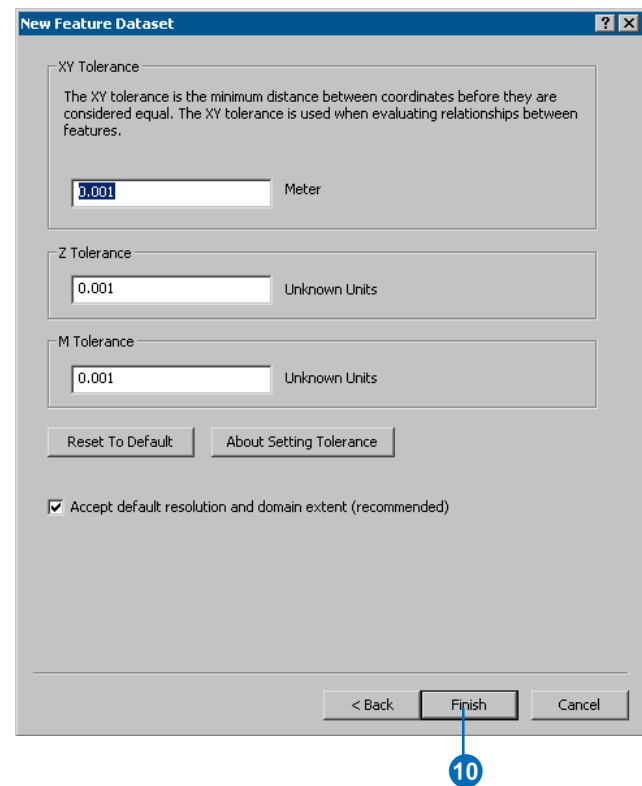 New Feature Dataset
XY Tolerance
The XY tolerance is the minimum distance between coordinates before they are
considered equal. The XY tolerance is used when evaluating relationships between
features.
0.001 Meter
Z Tolerance
0.001 Unknown Units
M Tolerance
0.001 Unknown Units
Reset To Default About Setting Tolerance
Accept default resolution and domain extent (recommended)
< Back Finish Cancel
10